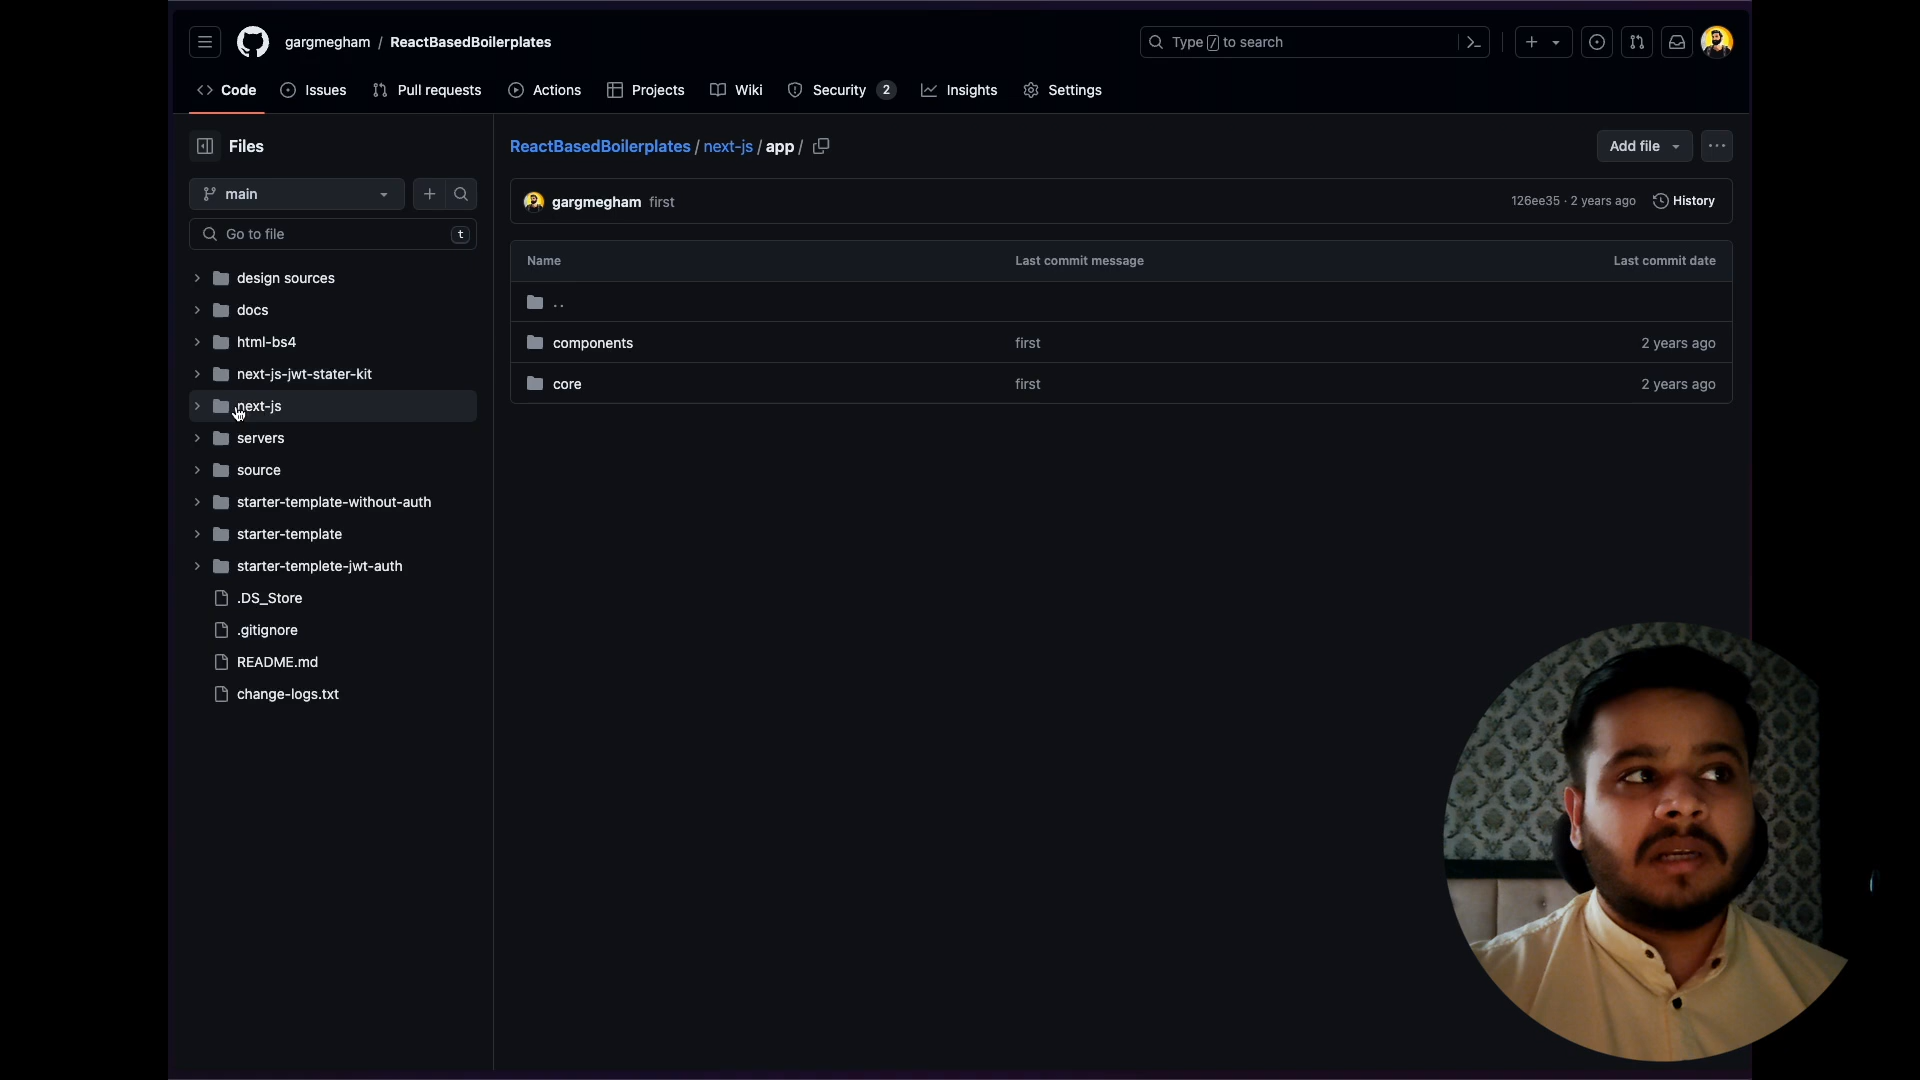 gargmegham / ReactBasedBoilerplates
Type / to search
Code
Issues
Pull requests
Actions
Projects
Wiki
Security 2
Insights
Settings
Files
main
Go to file
t
design sources
docs
html-bs4
next-js-jwt-stater-kit
next-js
servers
source
starter-template-without-auth
starter-template
starter-templete-jwt-auth
.DS_Store
.gitignore
README.md
change-logs.txt
ReactBasedBoilerplates / next-js / app /
Add file
gargmegham first
126ee35 · 2 years ago
History
Name Last commit message Last commit date
..
components first 2 years ago
core first 2 years ago